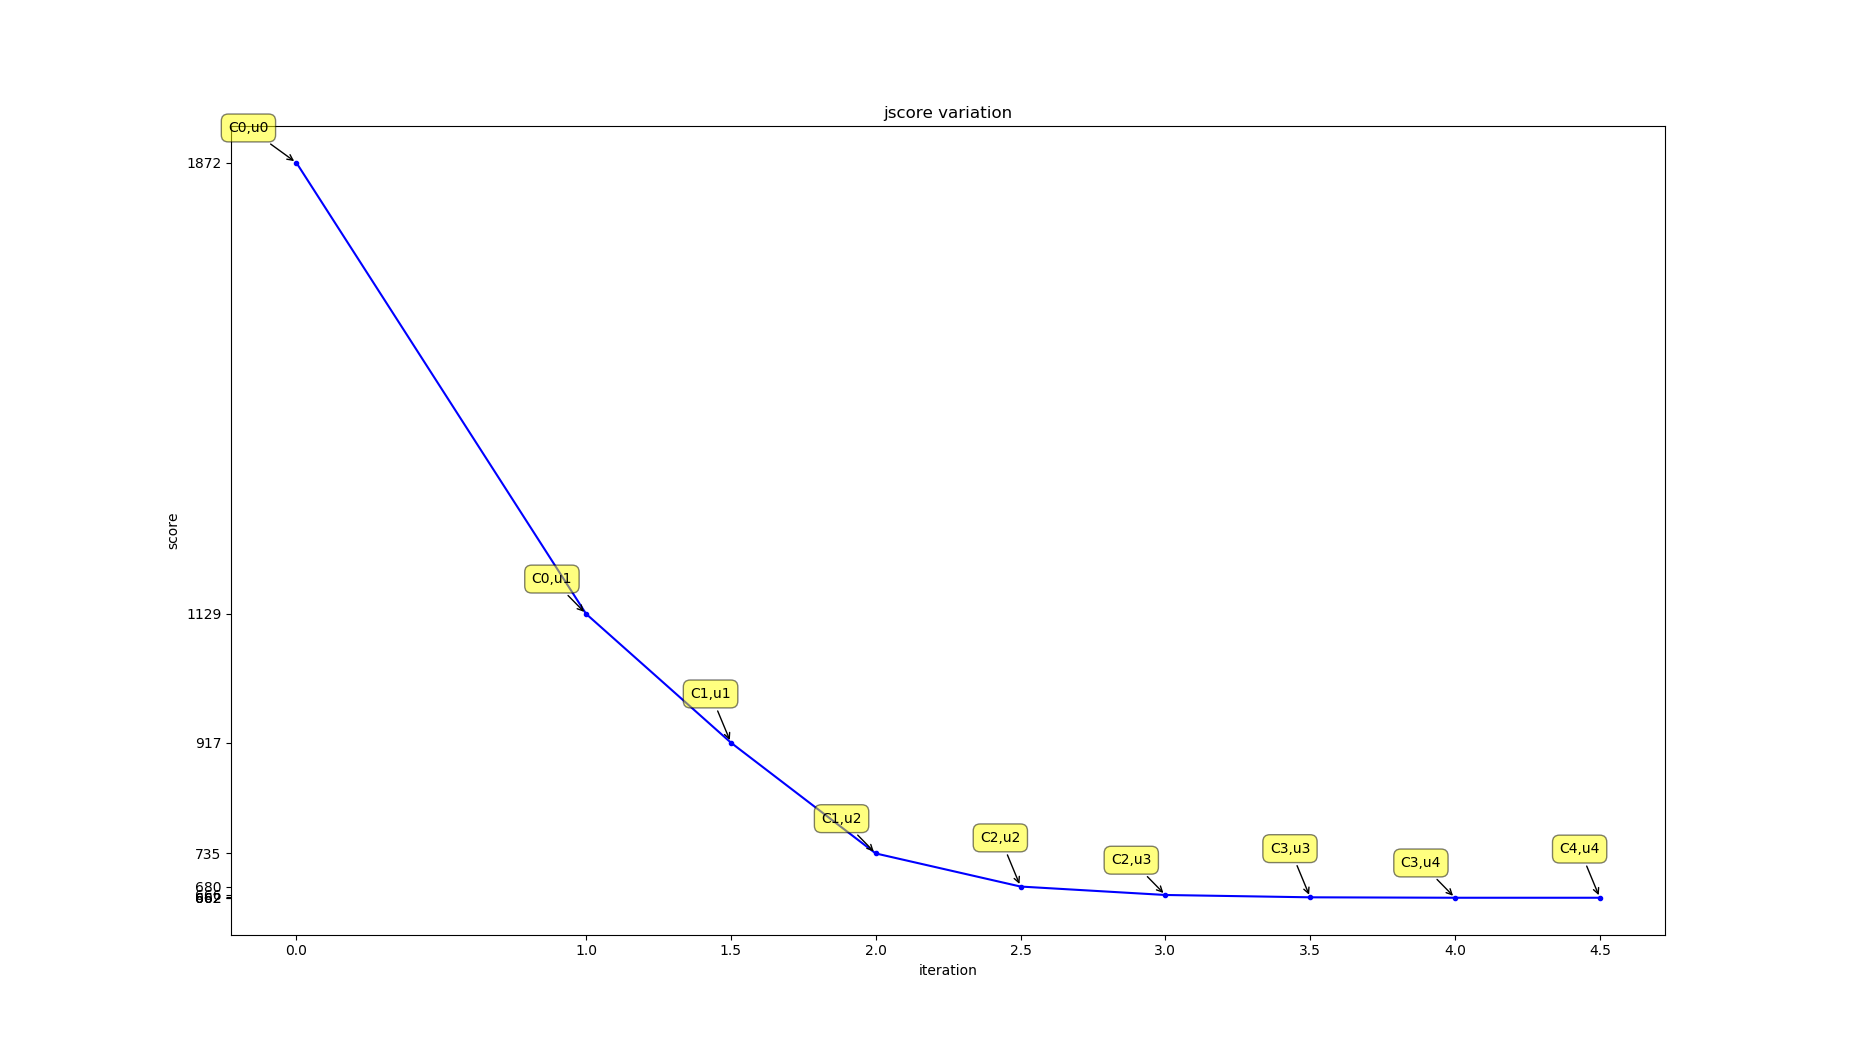 jscore variation
C0,u0
1872
score
C0,u1
1129
C1,u1
917
C1,u2
C2,u2
C2,u3
C3,u3
C3,u4
C4,u4
735
680
0.0 1.0 1.5 2.0 2.5 3.0 3.5 4.0 4.5
iteration